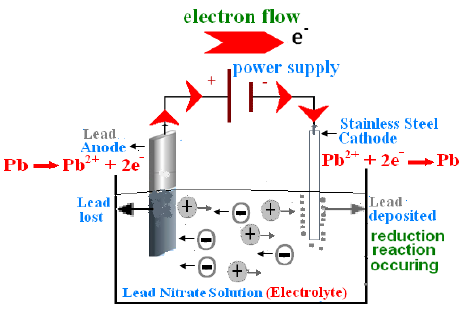 electron flow
e⁻
power supply
+ -
Lead
Anode
Stainless Steel
Cathode
Pb → Pb²⁺ + 2e⁻
Pb²⁺ + 2e⁻ → Pb
Lead
lost
Lead
deposited
reduction
reaction
occuring
+ − + − + − + −
Lead Nitrate Solution (Electrolyte)